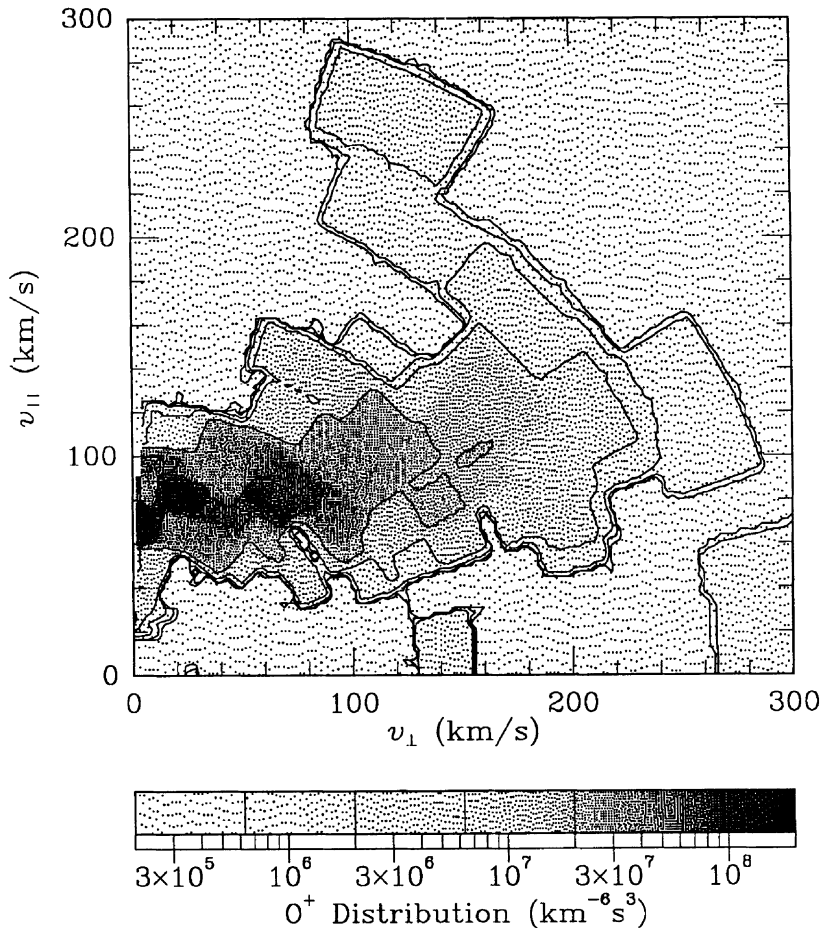 300
200
v∥ (km/s)
100
0
0 100 200 300
v⊥ (km/s)
3×10⁵ 10⁶ 3×10⁶ 10⁷ 3×10⁷ 10⁸
O⁺ Distribution (km⁻⁶s³)